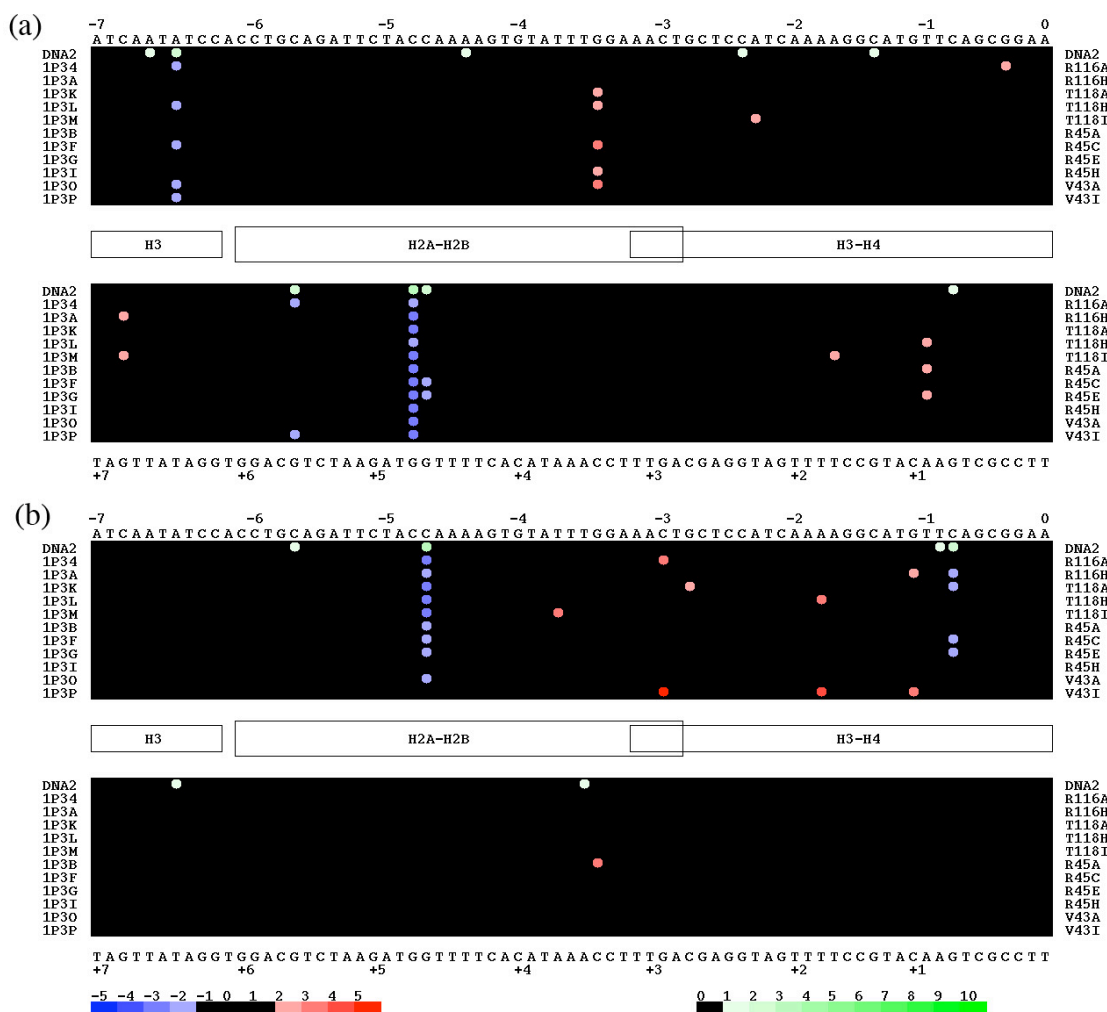 (a)
-7 -6 -5 -4 -3 -2 -1 0
A T C A A T A T C C A C C T G C A G A T T C T A C C A A A A G T G T A T T T G G A A A C T G C T C C A T C A A A A G G C A T G T T C A G C G G A A
DNA2 DNA2
1P34 R116A
1P3A R116H
1P3K T118A
1P3L T118H
1P3M T118I
1P3B R45A
1P3F R45C
1P3G R45E
1P3I R45H
1P3O V43A
1P3P V43I
H3 H2A-H2B H3-H4
DNA2 DNA2
1P34 R116A
1P3A R116H
1P3K T118A
1P3L T118H
1P3M T118I
1P3B R45A
1P3F R45C
1P3G R45E
1P3I R45H
1P3O V43A
1P3P V43I
T A G T T A T A G G T G G A C G T C T A A G A T G G T T T T C A C A T A A A C C T T T G A C G A G G T A G T T T T C C G T A C A A G T C G C C T T
+7 +6 +5 +4 +3 +2 +1 0
(b)
-7 -6 -5 -4 -3 -2 -1 0
A T C A A T A T C C A C C T G C A G A T T C T A C C A A A A G T G T A T T T G G A A A C T G C T C C A T C A A A A G G C A T G T T C A G C G G A A
DNA2 DNA2
1P34 R116A
1P3A R116H
1P3K T118A
1P3L T118H
1P3M T118I
1P3B R45A
1P3F R45C
1P3G R45E
1P3I R45H
1P3O V43A
1P3P V43I
H3 H2A-H2B H3-H4
DNA2 DNA2
1P34 R116A
1P3A R116H
1P3K T118A
1P3L T118H
1P3M T118I
1P3B R45A
1P3F R45C
1P3G R45E
1P3I R45H
1P3O V43A
1P3P V43I
T A G T T A T A G G T G G A C G T C T A A G A T G G T T T T C A C A T A A A C C T T T G A C G A G G T A G T T T T C C G T A C A A G T C G C C T T
+7 +6 +5 +4 +3 +2 +1 0
-5 -4 -3 -2 -1 0 1 2 3 4 5 0 1 2 3 4 5 6 7 8 9 10